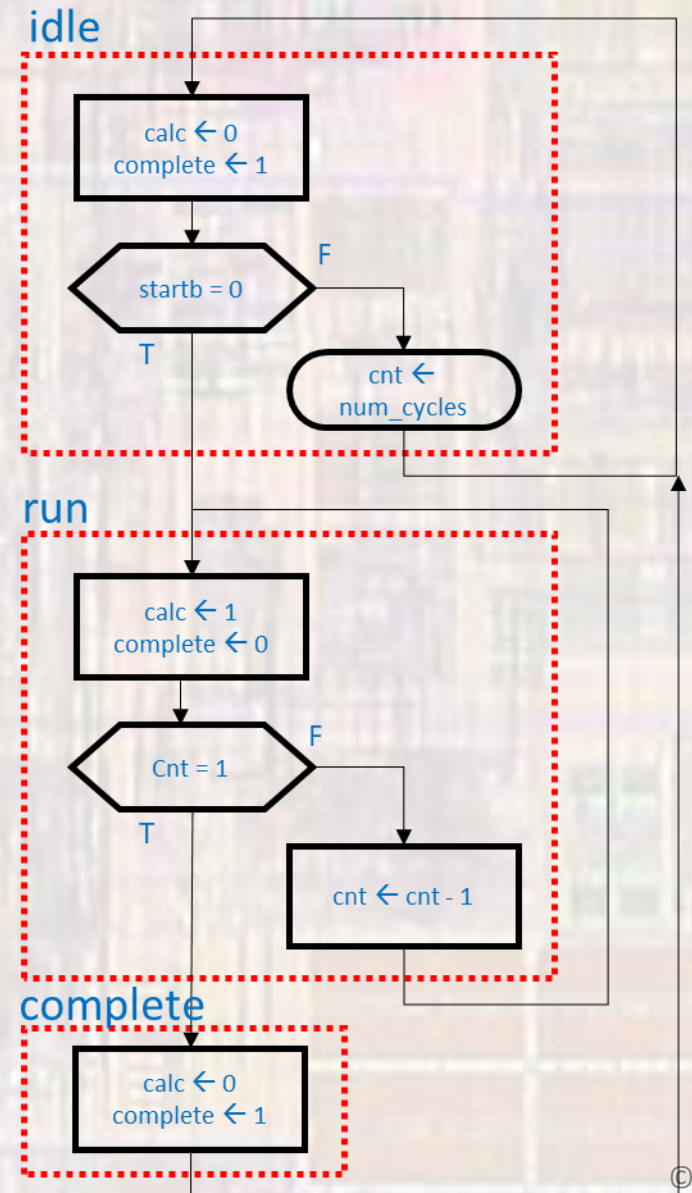 idle
calc ← 0
complete ← 1
startb = 0
F
T
cnt ←
num_cycles
run
calc ← 1
complete ← 0
Cnt = 1
F
T
cnt ← cnt - 1
complete
calc ← 0
complete ← 1
©